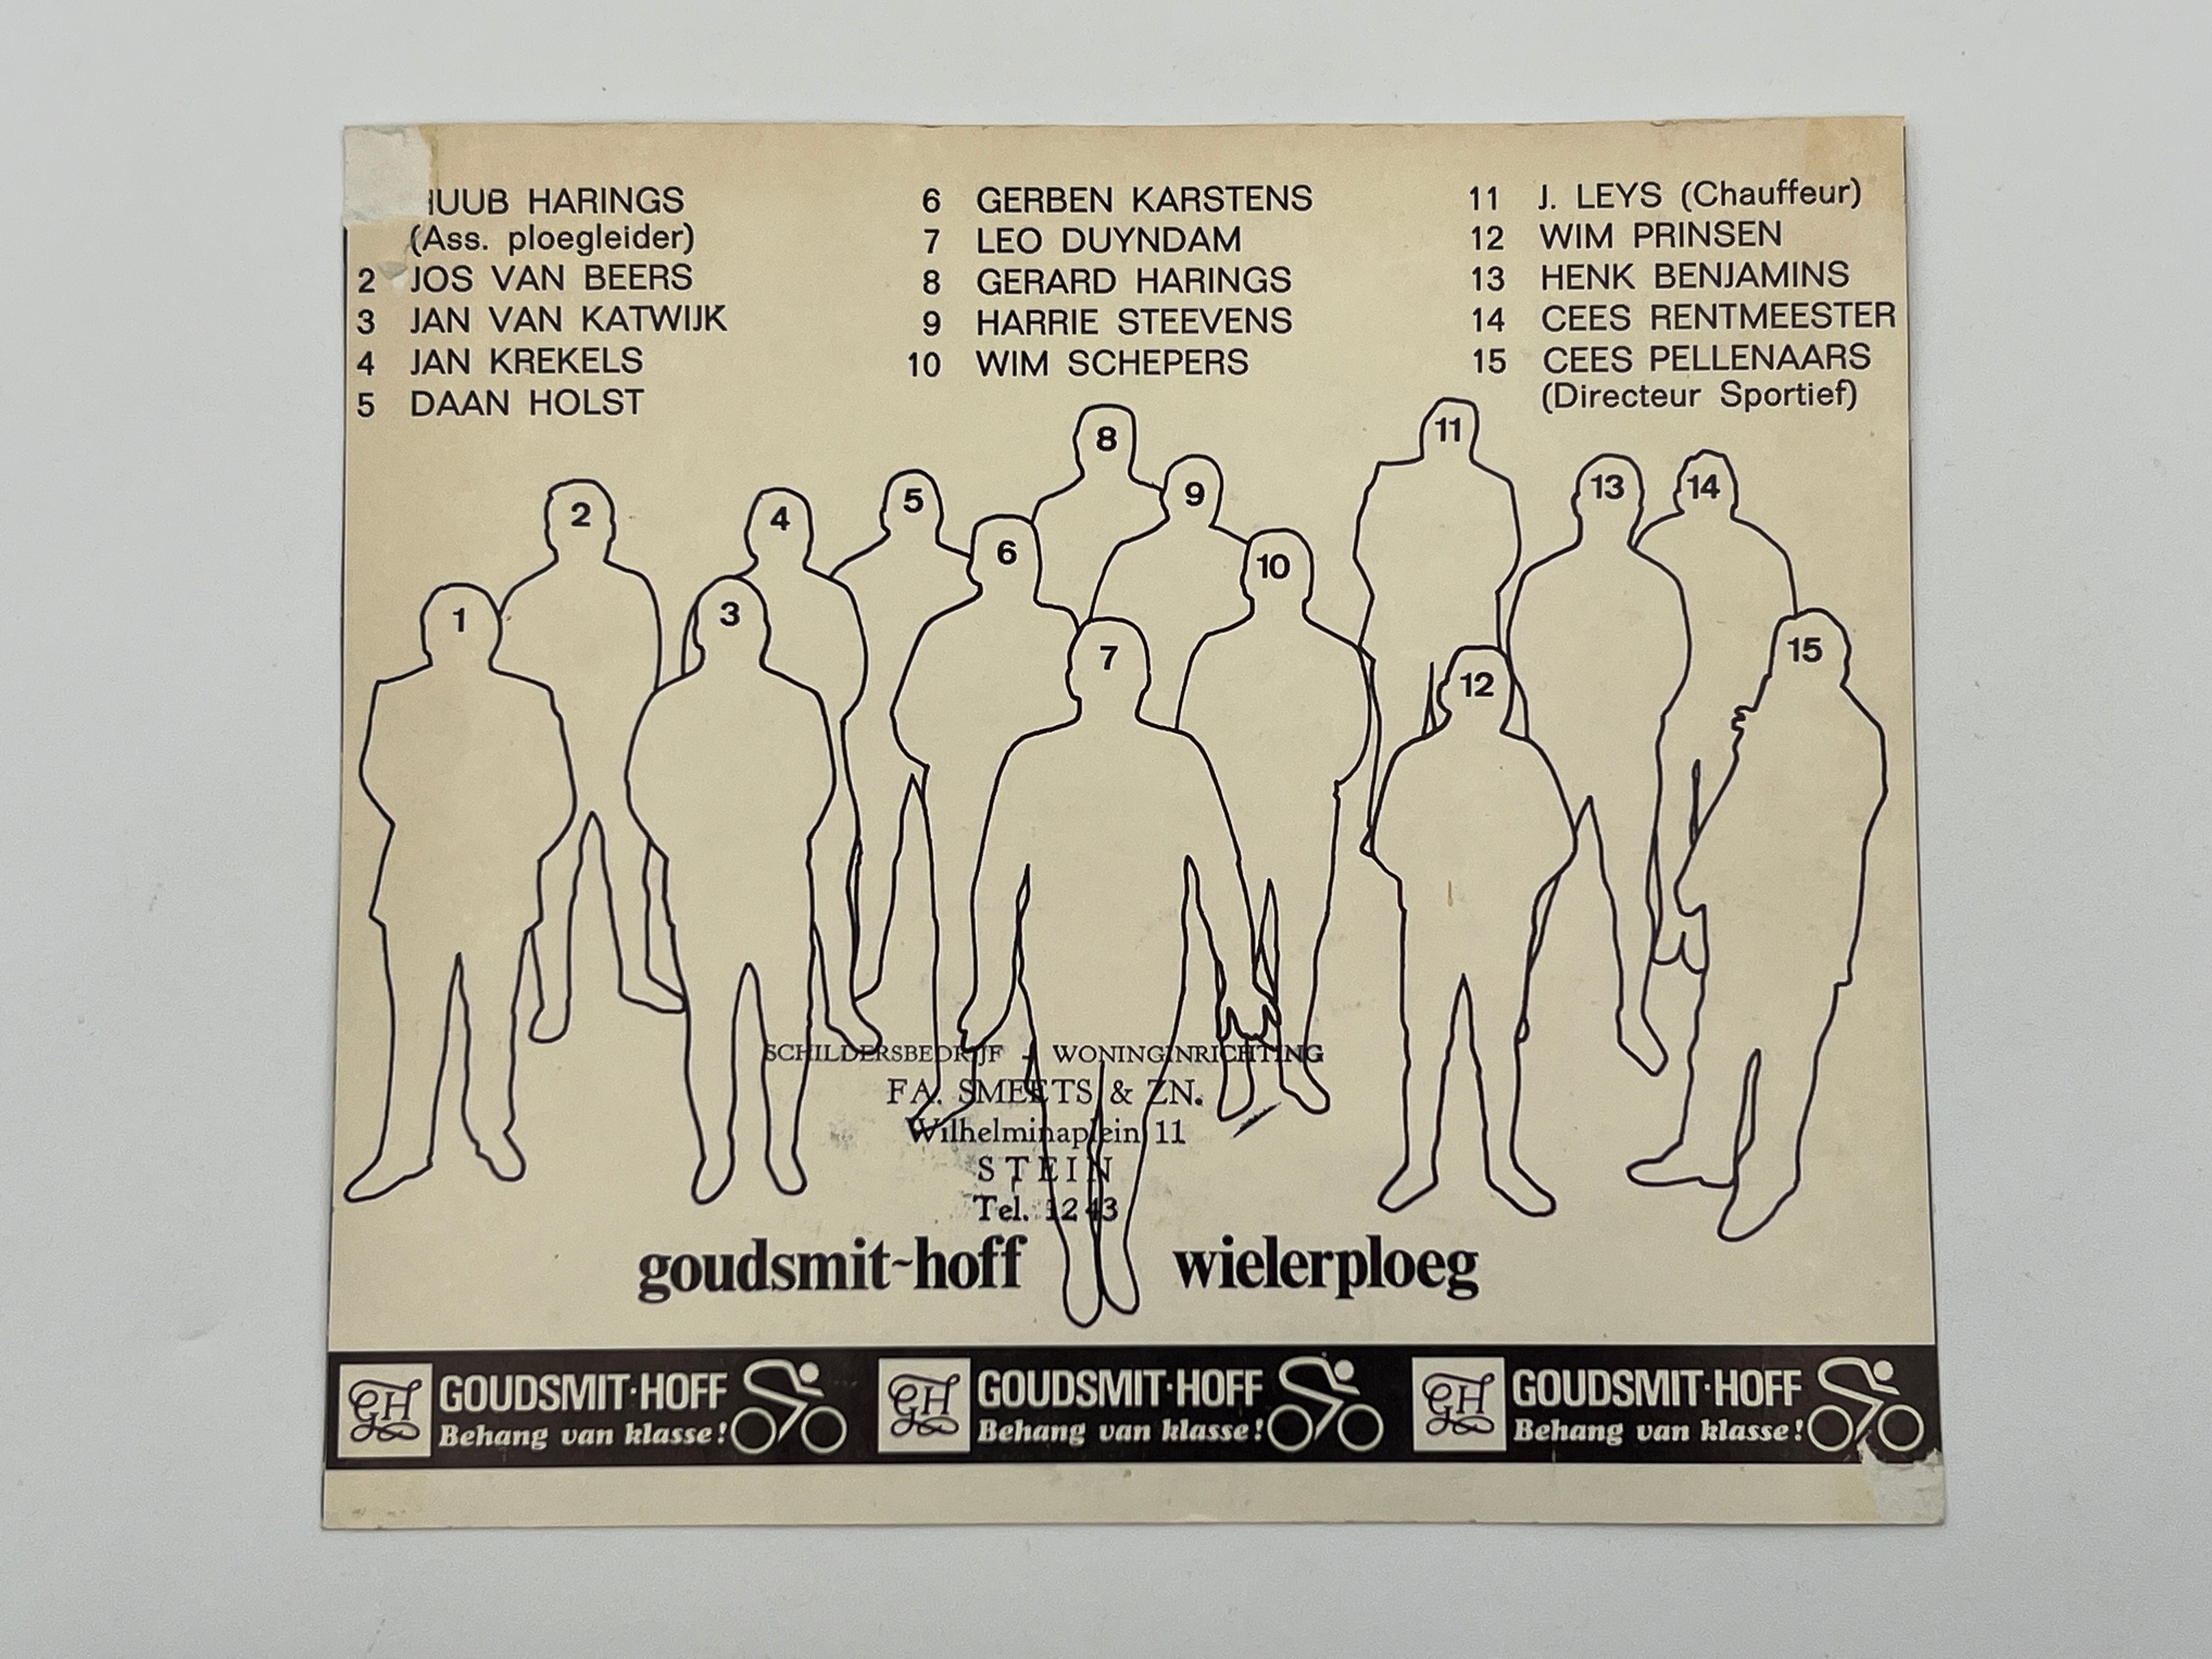 HUUB HARINGS
(Ass. ploegleider)
2 JOS VAN BEERS
3 JAN VAN KATWIJK
4 JAN KREKELS
5 DAAN HOLST
6 GERBEN KARSTENS
7 LEO DUYNDAM
8 GERARD HARINGS
9 HARRIE STEEVENS
10 WIM SCHEPERS
11 J. LEYS (Chauffeur)
12 WIM PRINSEN
13 HENK BENJAMINS
14 CEES RENTMEESTER
15 CEES PELLENAARS
(Directeur Sportief)
8
11
9
13
14
5
2
4
6
10
1
3
7
15
12
SCHILDERSBEDRIJF - WONINGINRICHTING
FA. SMEETS & ZN.
Wilhelminaplein 11
STEIN
Tel. 1243
goudsmit~hoff wielerploeg
GH GOUDSMIT·HOFF
Behang van klasse!
GH GOUDSMIT·HOFF
Behang van klasse!
GH GOUDSMIT·HOFF
Behang van klasse!